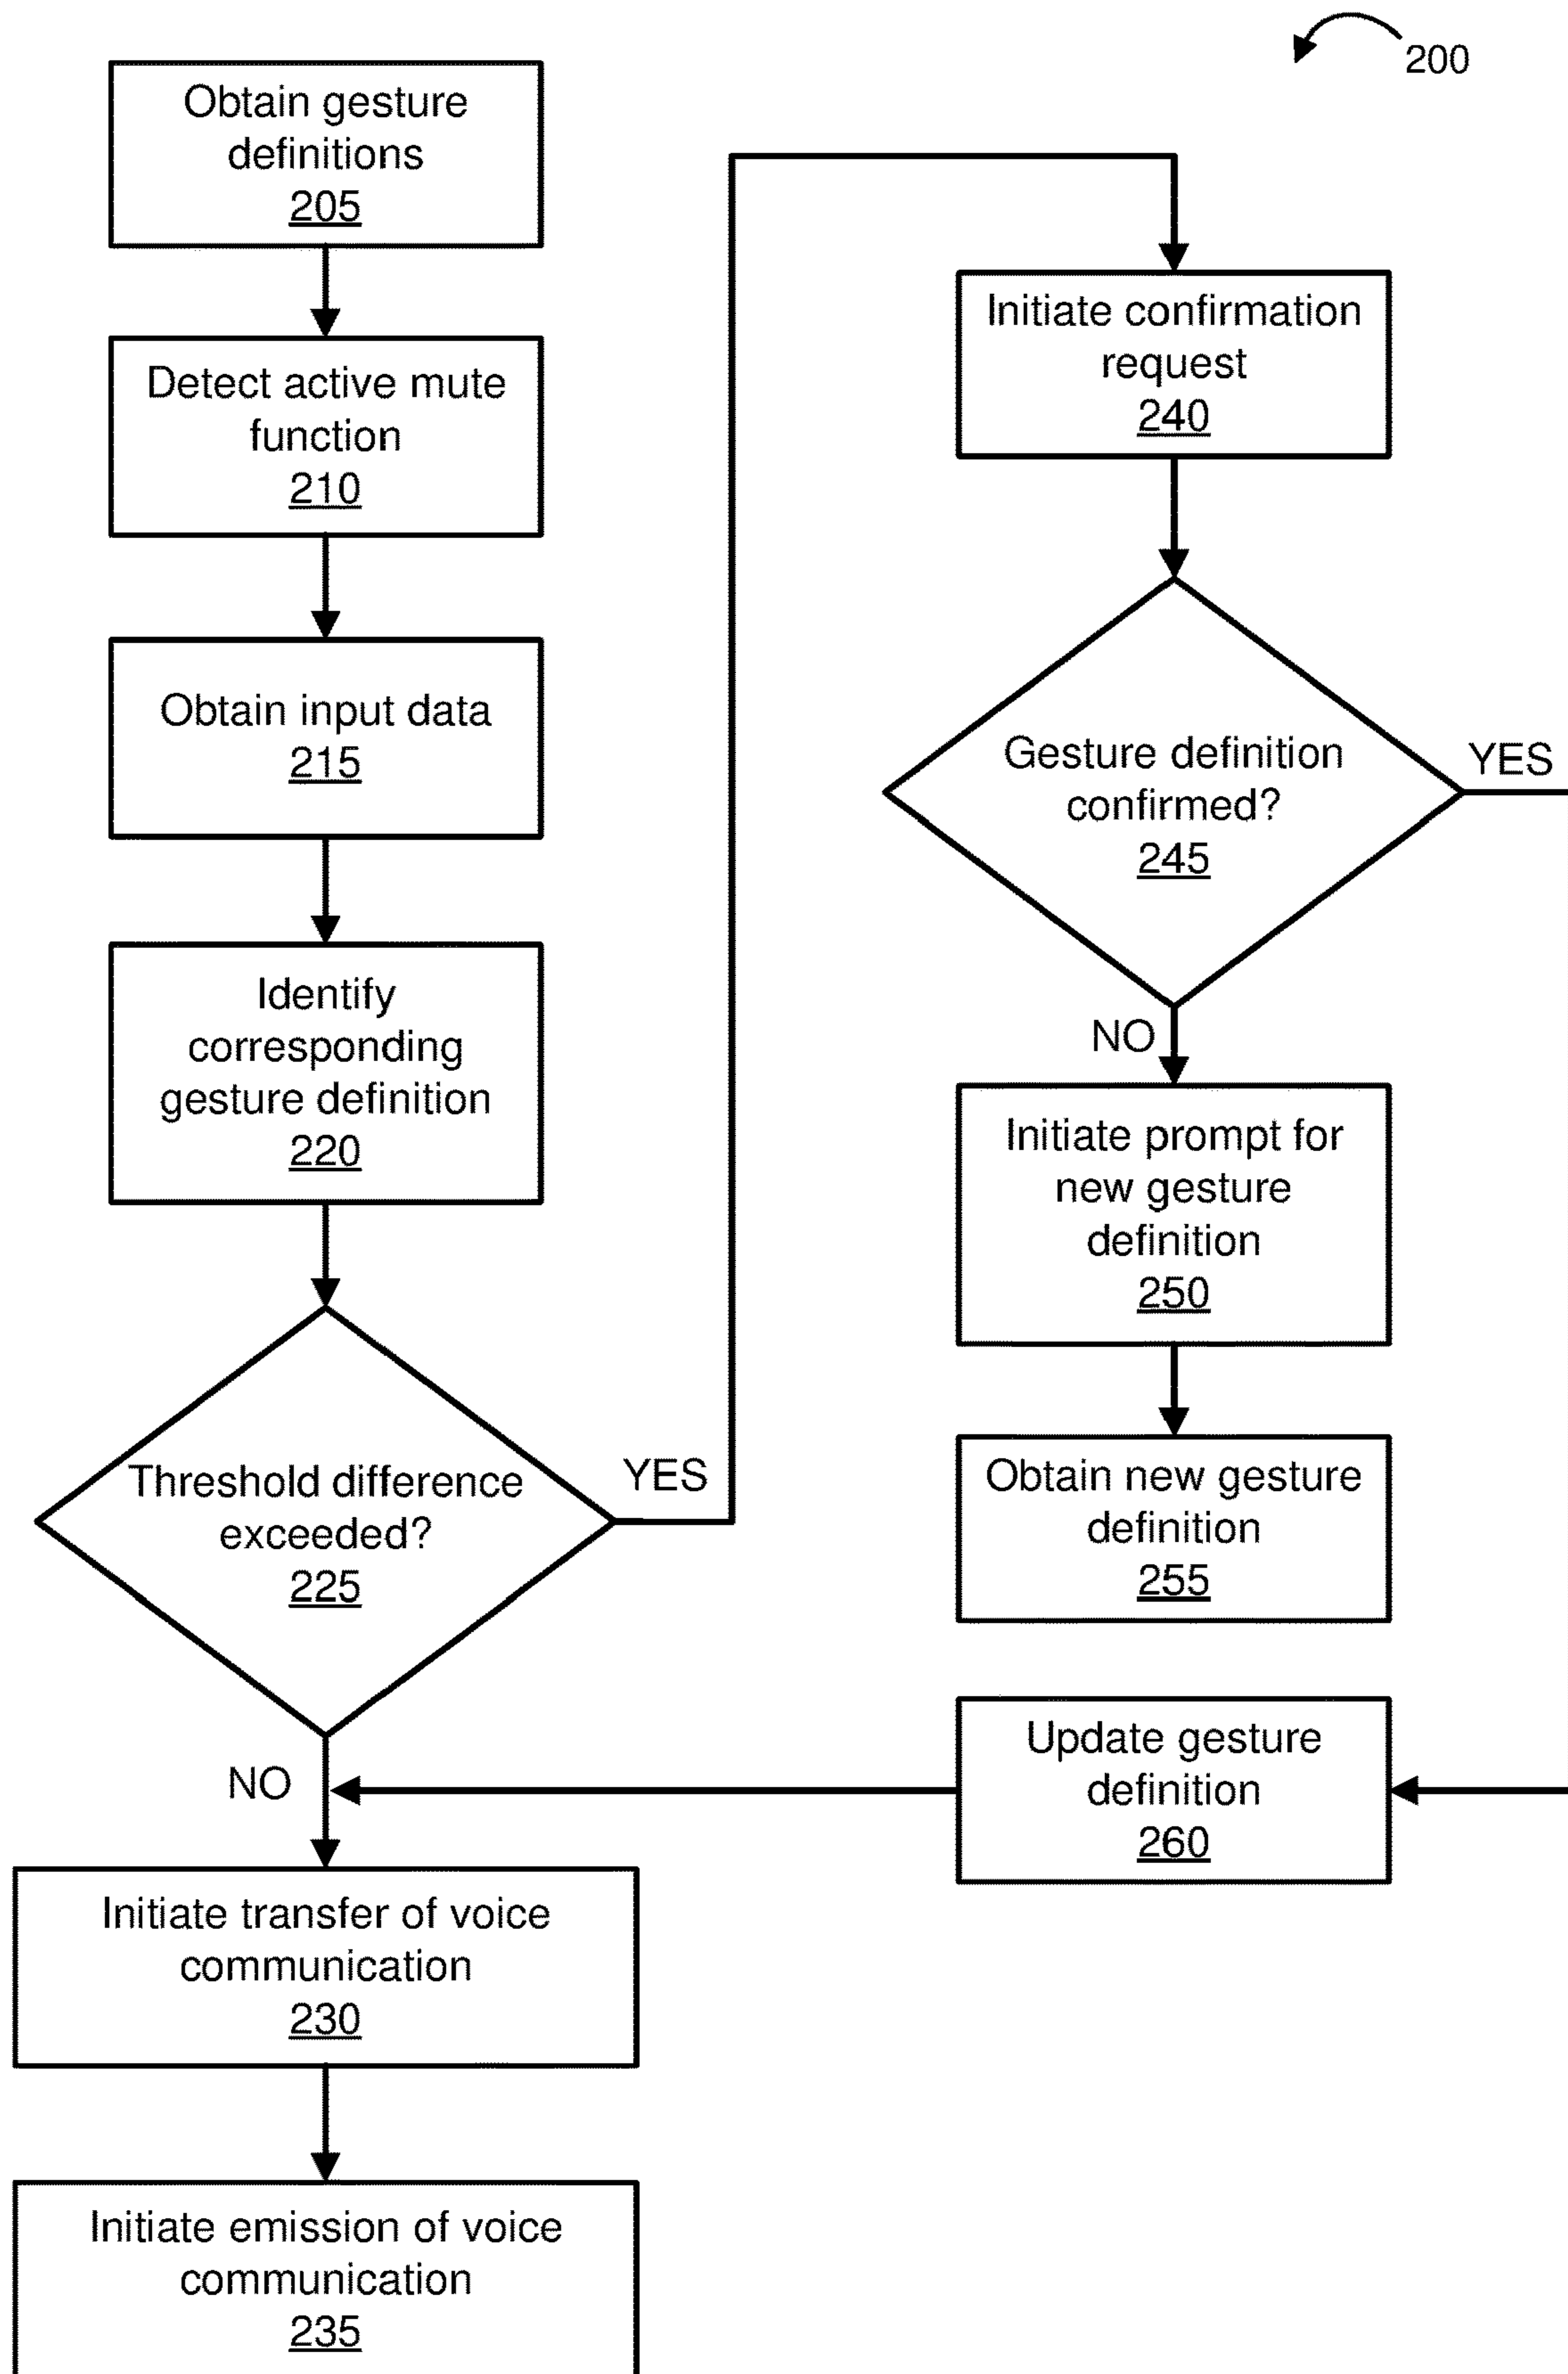 200
Obtain gesture
definitions
205
Detect active mute
function
210
Obtain input data
215
Identify
corresponding
gesture definition
220
Threshold difference
exceeded?
225
YES
NO
Initiate transfer of voice
communication
230
Initiate emission of voice
communication
235
Initiate confirmation
request
240
Gesture definition
confirmed?
245
YES
NO
Initiate prompt for
new gesture
definition
250
Obtain new gesture
definition
255
Update gesture
definition
260